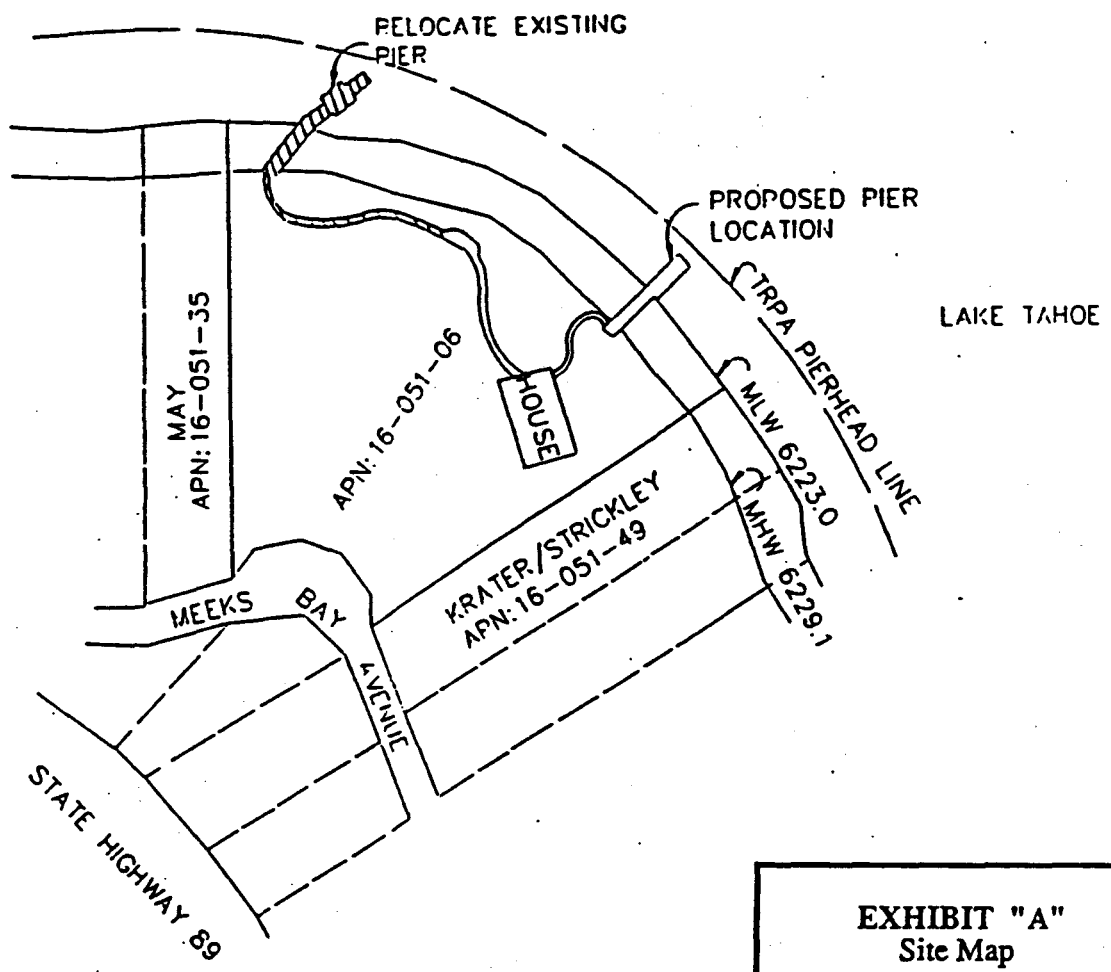 RELOCATE EXISTING
PIER
PROPOSED PIER
LOCATION
TRPA PIERHEAD LINE
LAKE TAHOE
MAY
APN: 16-051-35
APN: 16-051-06
HOUSE
MLW 6223.0
MHW 6229.1
KRATER/STRICKLEY
APN: 16-051-49
MEEKS BAY
AVENUE
STATE HIGHWAY 89
EXHIBIT "A"
Site Map